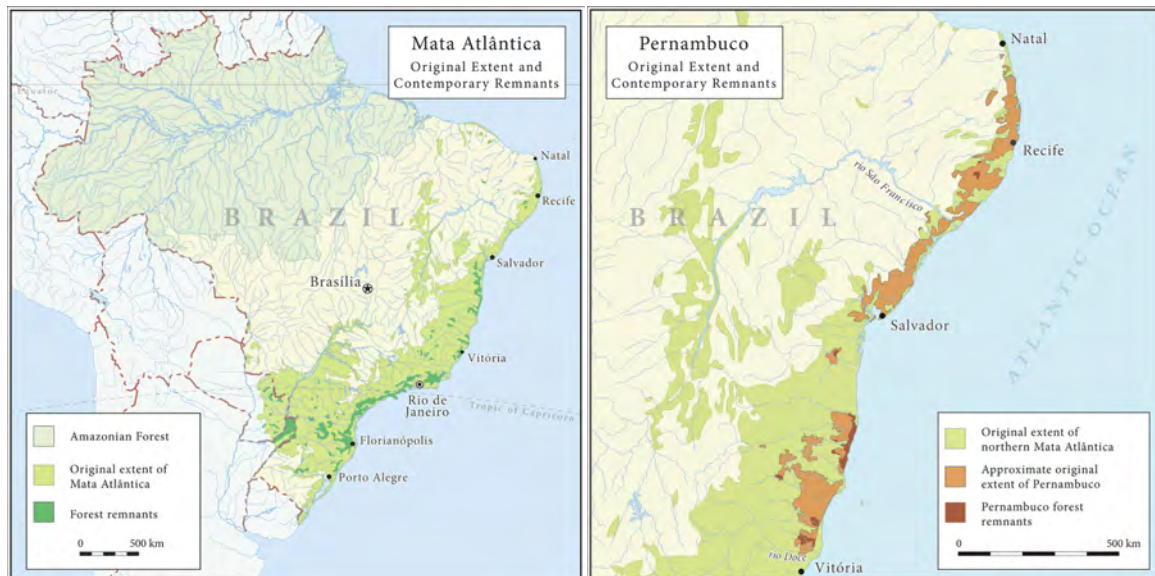 Mata Atlântica
Original Extent and
Contemporary Remnants
Equator
Natal
Recife
BRAZIL
Salvador
Brasília
Vitória
Rio de
Janeiro
Tropic of Capricorn
Florianópolis
Porto Alegre
Amazonian Forest
Original extent of
Mata Atlântica
Forest remnants
0 500 km
Pernambuco
Original Extent and
Contemporary Remnants
Natal
Recife
rio São Francisco
BRAZIL
ATLANTIC OCEAN
Salvador
Original extent of
northern Mata Atlântica
Approximate original
extent of Pernambuco
Pernambuco forest
remnants
0 500 km
rio Doce
Vitória